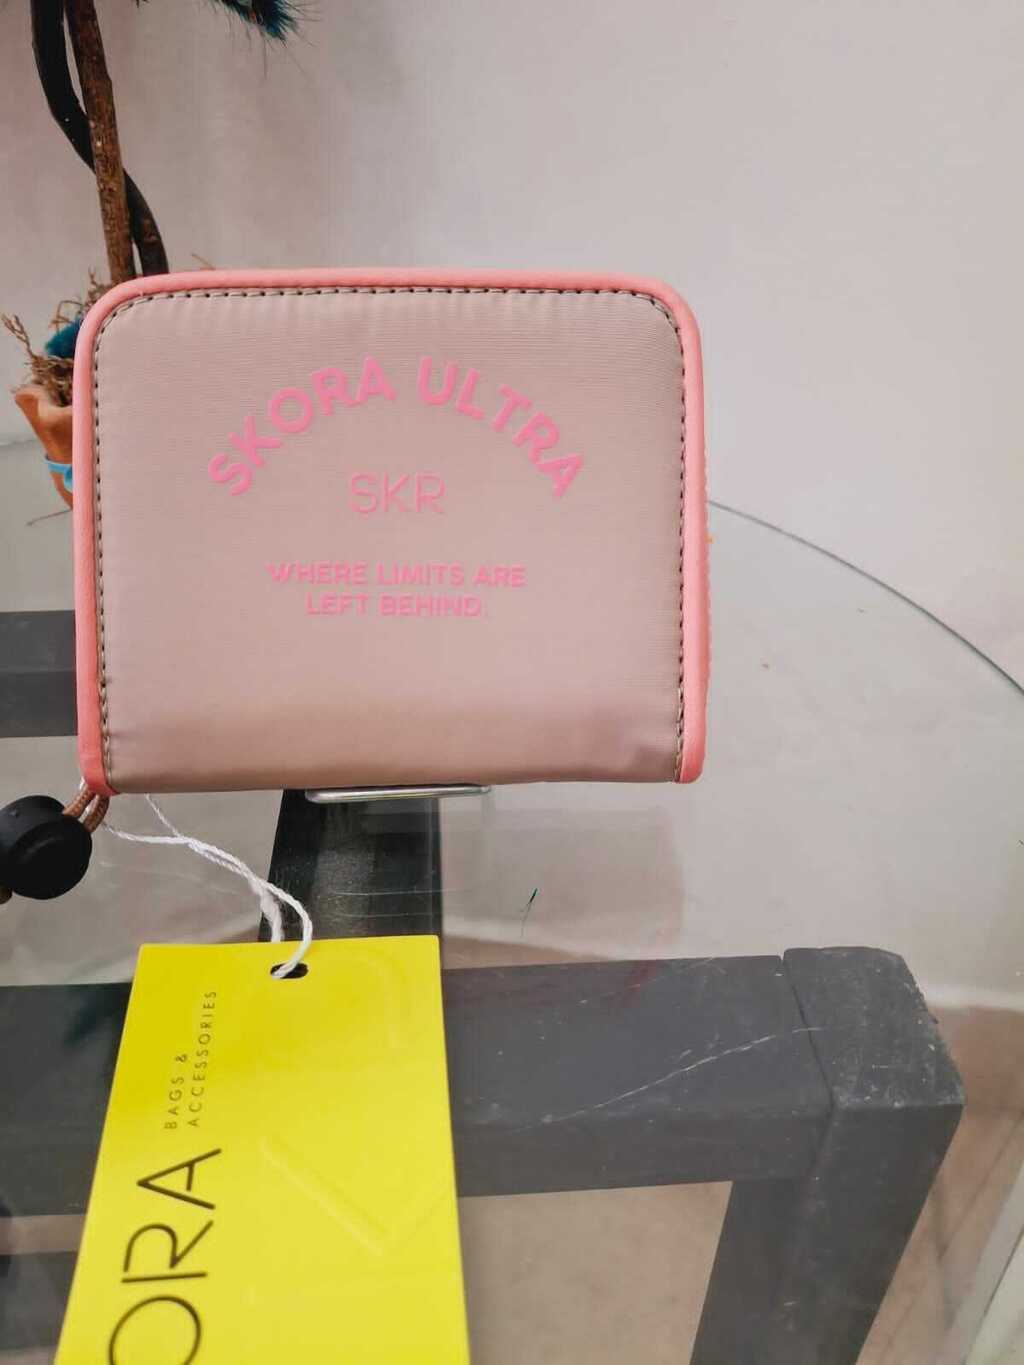 SKORA ULTRA
SKR
WHERE LIMITS ARE
LEFT BEHIND.
BAGS &
ACCESSORIES
ORA